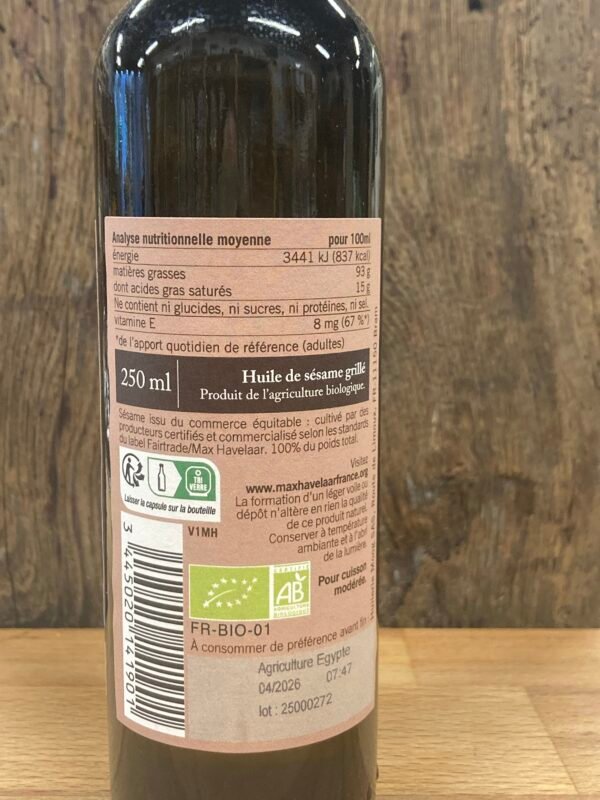 Analyse nutritionnelle moyenne pour 100ml
énergie 3441 kJ (837 kcal)
matières grasses 93 g
dont acides gras saturés 15 g
Ne contient ni glucides, ni sucres, ni protéines, ni sel.
vitamine E 8 mg (67 %*)
*de l'apport quotidien de référence (adultes)
250 ml
Huile de sésame grillé
Produit de l'agriculture biologique.
Sésame issu du commerce équitable : cultivé par des
producteurs certifiés et commercialisé selon les standards
du label Fairtrade/Max Havelaar. 100% du poids total.
TRI
VERRE
Laisser la capsule sur la bouteille
Visitez
www.maxhavelaarfrance.org
La formation d'un léger voile ou
dépôt n'altère en rien la qualité
de ce produit naturel.
Conserver à température
ambiante et à l'abri
de la lumière.
V1MH
Pour cuisson
modérée.
CERTIFIÉ
AB
AGRICULTURE
BIOLOGIQUE
FR-BIO-01
Agriculture Egypte
À consommer de préférence avant fin :
04/2026 07:47
lot : 25000272
3 445020 141901